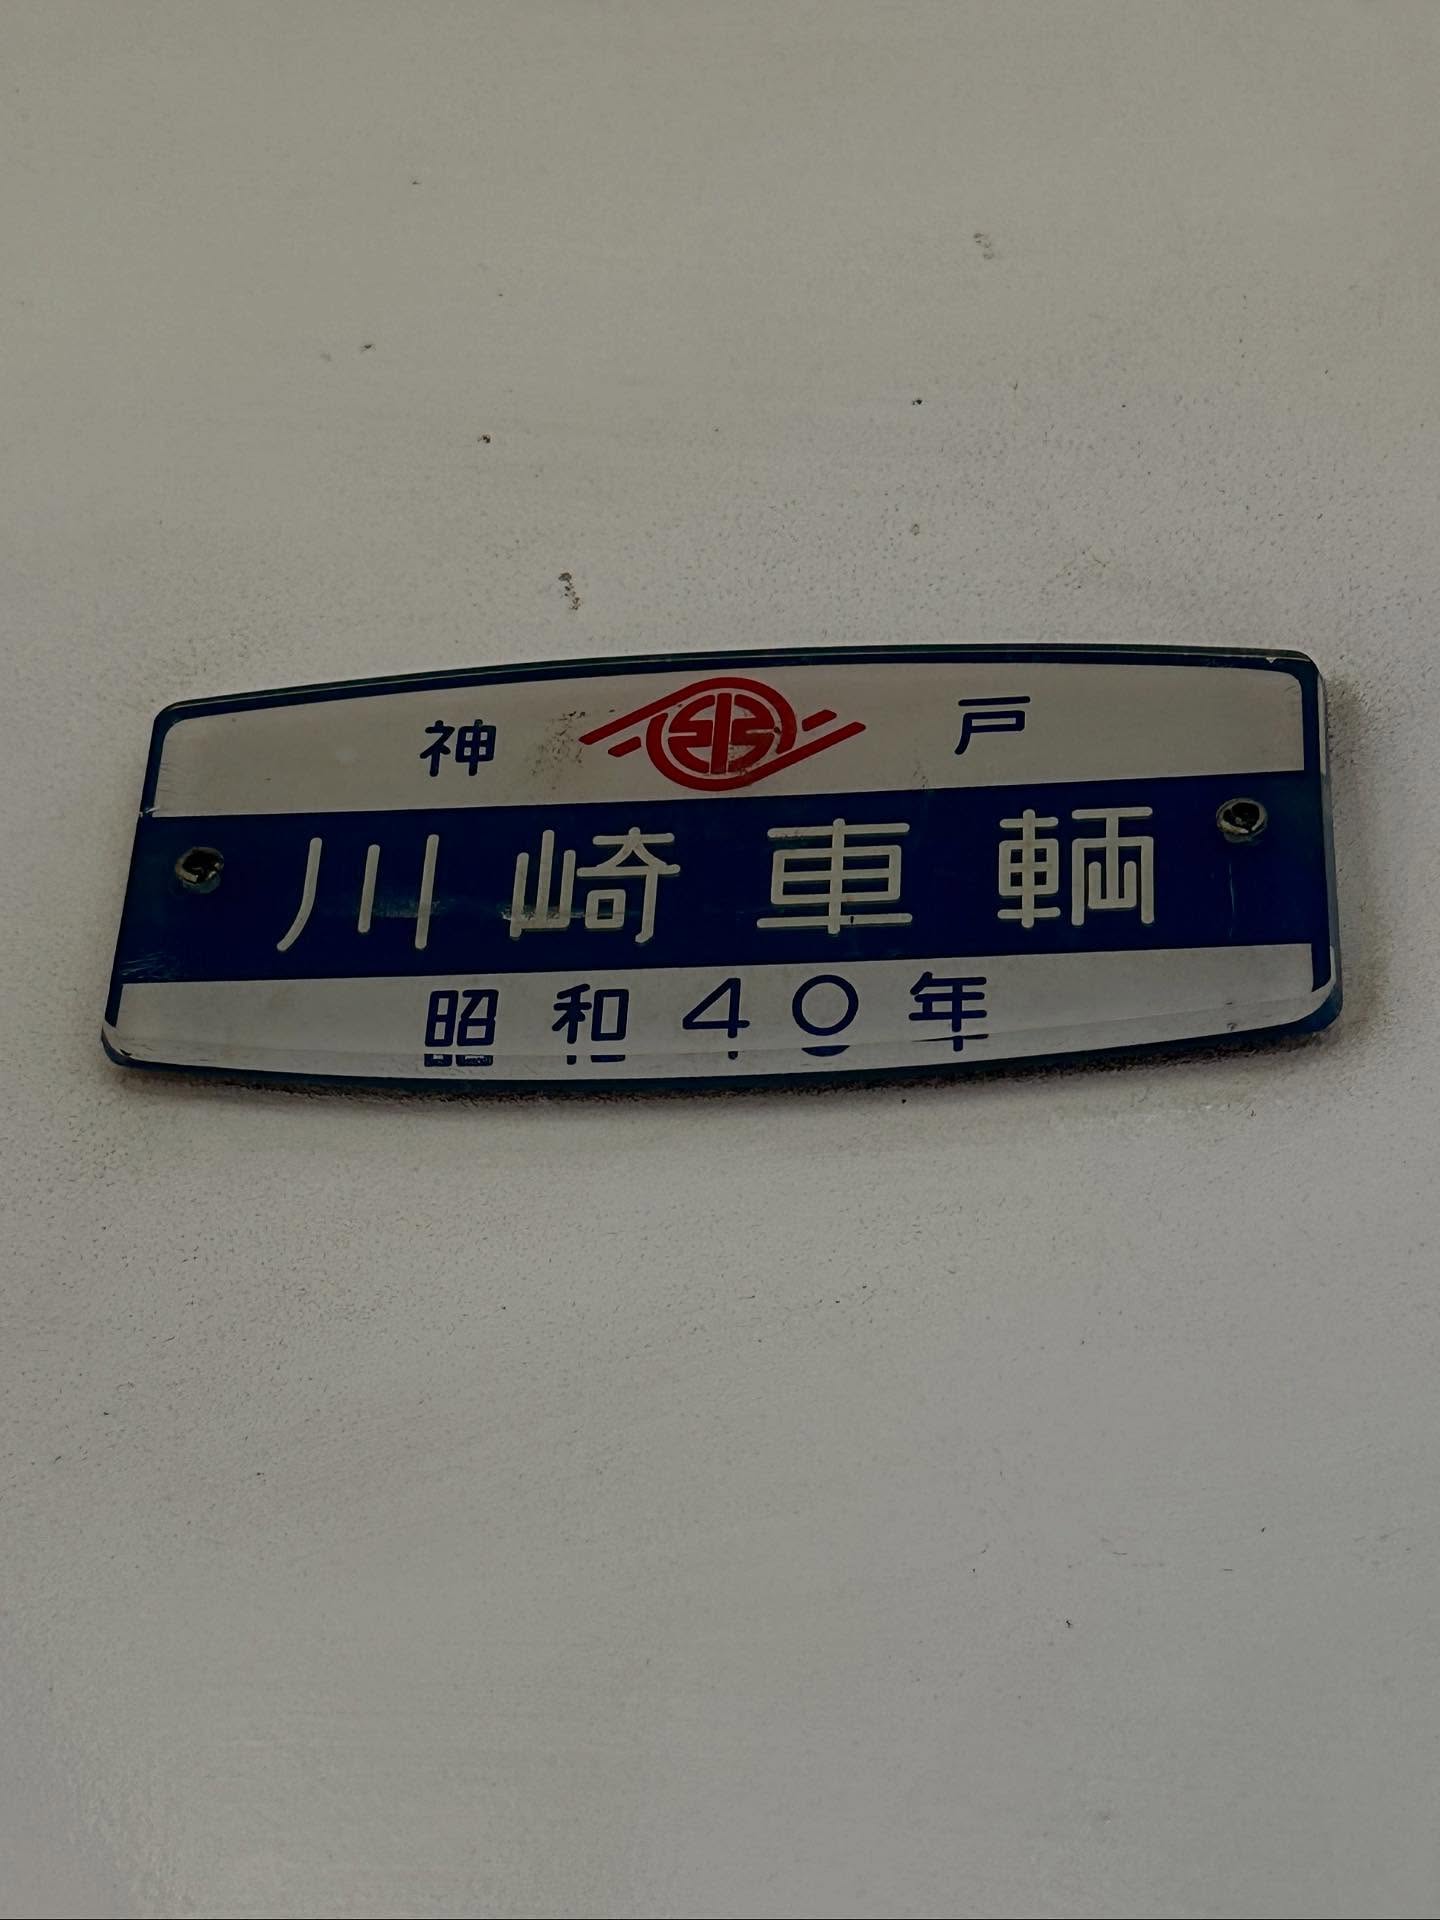 神 戸
川崎車輌
昭和40年